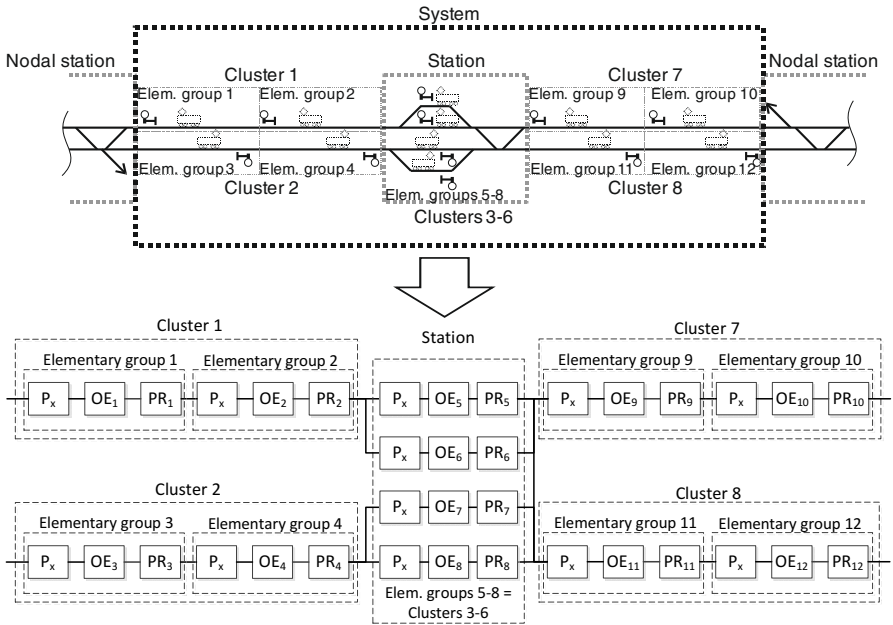 System
Nodal station
Station
Nodal station
Cluster 1
Cluster 7
Elem. group 1
Elem. group 2
Elem. group 9
Elem. group 10
Elem. group 3
Elem. group 4
Elem. group 11
Elem. group 12
Cluster 2
Elem. groups 5-8
Cluster 8
Clusters 3-6
Cluster 1
Station
Cluster 7
Elementary group 1
Elementary group 2
Elementary group 9
Elementary group 10
Px OE1 PR1 Px OE2 PR2 Px OE5 PR5 Px OE9 PR9 Px OE10 PR10
Px OE6 PR6
Cluster 2
Px OE7 PR7
Cluster 8
Elementary group 3
Elementary group 4
Elementary group 11
Elementary group 12
Px OE3 PR3 Px OE4 PR4 Px OE8 PR8 Px OE11 PR11 Px OE12 PR12
Elem. groups 5-8 =
Clusters 3-6